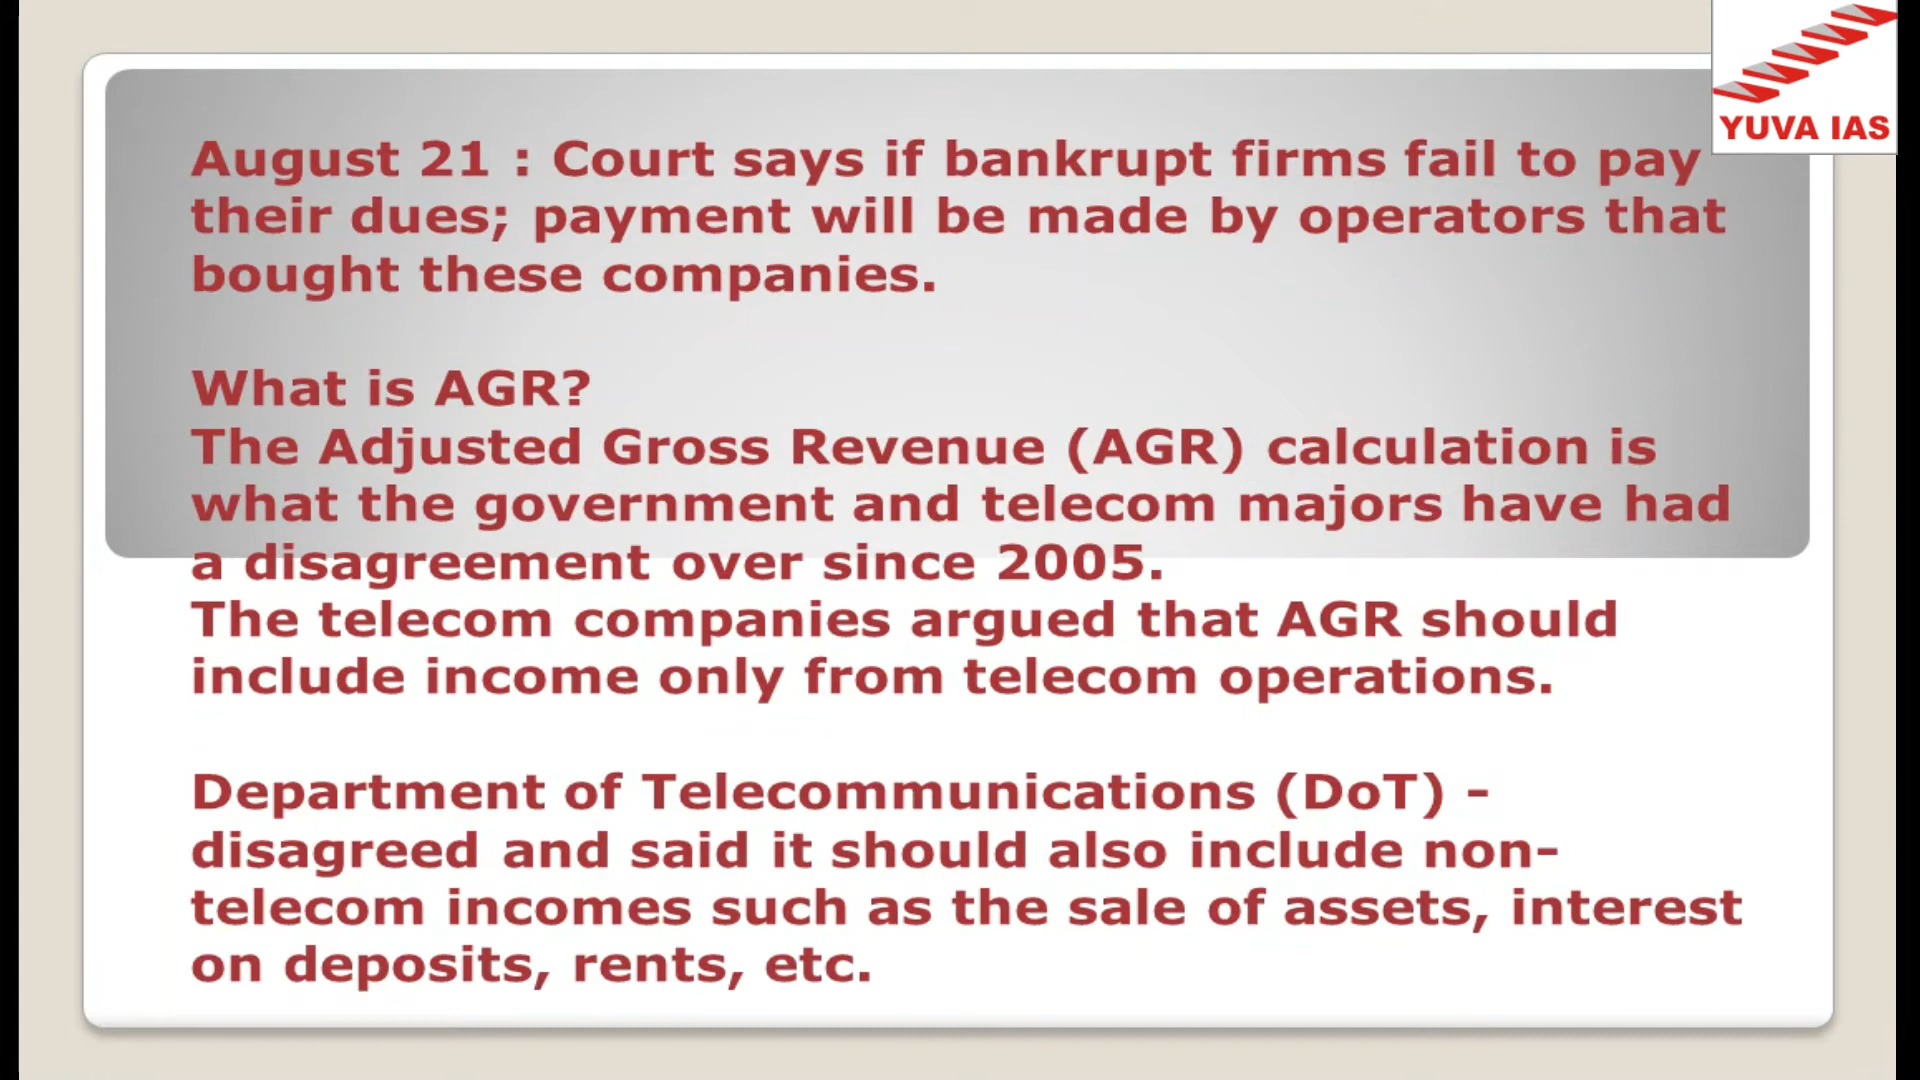 YUVA IAS
August 21 : Court says if bankrupt firms fail to pay
their dues; payment will be made by operators that
bought these companies.
What is AGR?
The Adjusted Gross Revenue (AGR) calculation is
what the government and telecom majors have had
a disagreement over since 2005.
The telecom companies argued that AGR should
include income only from telecom operations.
Department of Telecommunications (DoT) -
disagreed and said it should also include non-
telecom incomes such as the sale of assets, interest
on deposits, rents, etc.